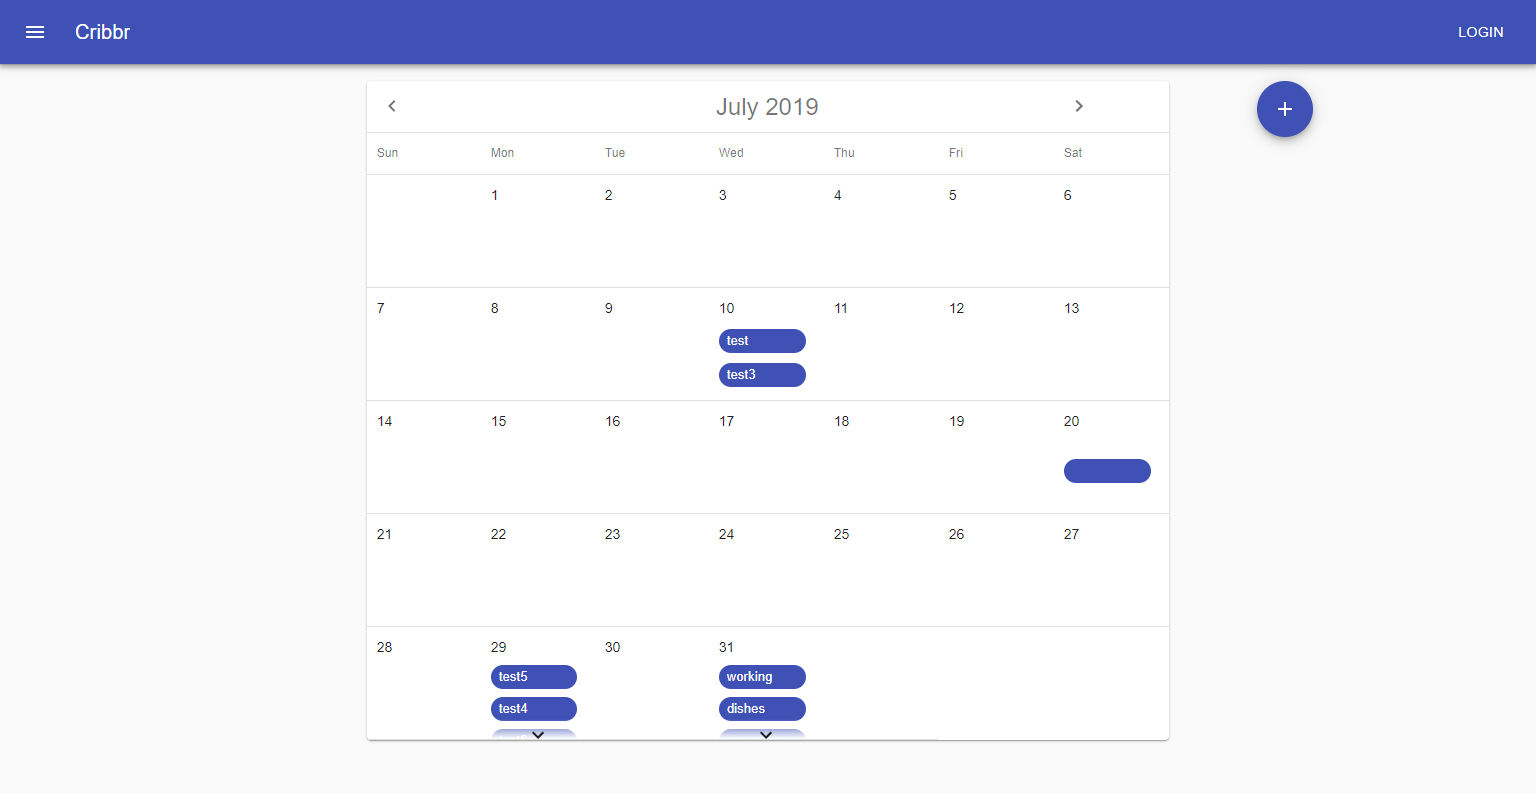 Cribbr LOGIN
July 2019
Sun Mon Tue Wed Thu Fri Sat
1 2 3 4 5 6
7 8 9 10 11 12 13
test
test3
14 15 16 17 18 19 20
21 22 23 24 25 26 27
28 29 30 31
test5 working
test4 dishes